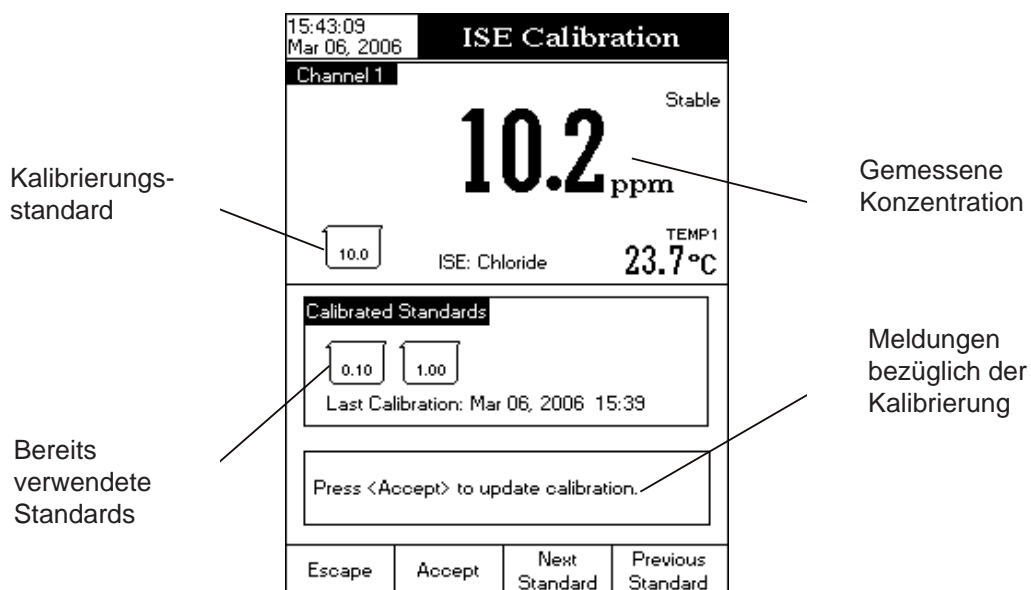 15:43:09
Mar 06, 2006
ISE Calibration
Channel 1
Stable
10.2 ppm
Kalibrierungs-
standard
Gemessene
Konzentration
10.0
ISE: Chloride
TEMP1
23.7°C
Calibrated Standards
0.10
1.00
Last Calibration: Mar 06, 2006 15:39
Meldungen
bezüglich der
Kalibrierung
Bereits
verwendete
Standards
Press <Accept> to update calibration.
Escape
Accept
Next
Standard
Previous
Standard